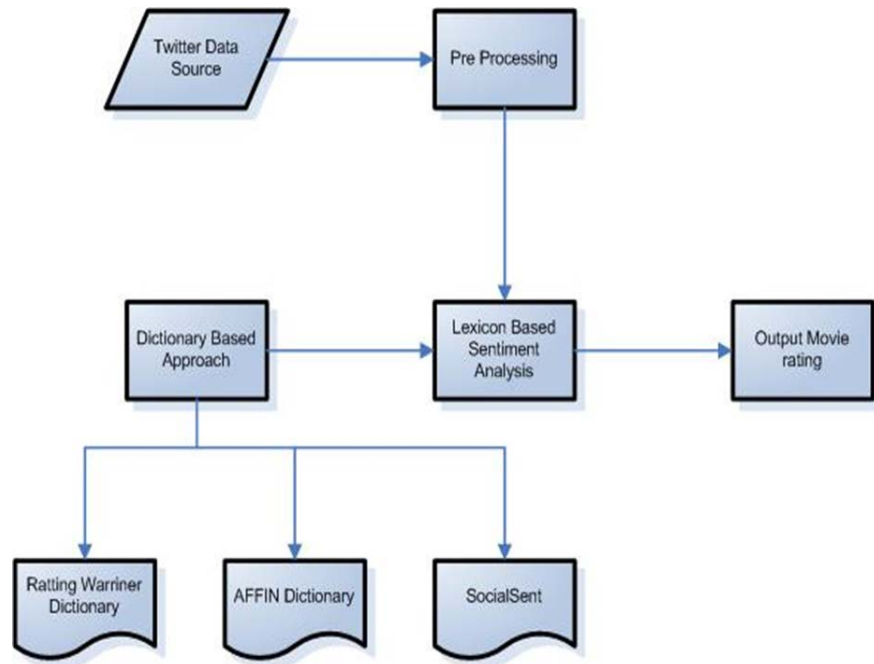 Twitter Data
Source
Pre Processing
Dictionary Based
Approach
Lexicon Based
Sentiment
Analysis
Output Movie
rating
Ratting Warriner
Dictionary
AFFIN Dictionary
SocialSent